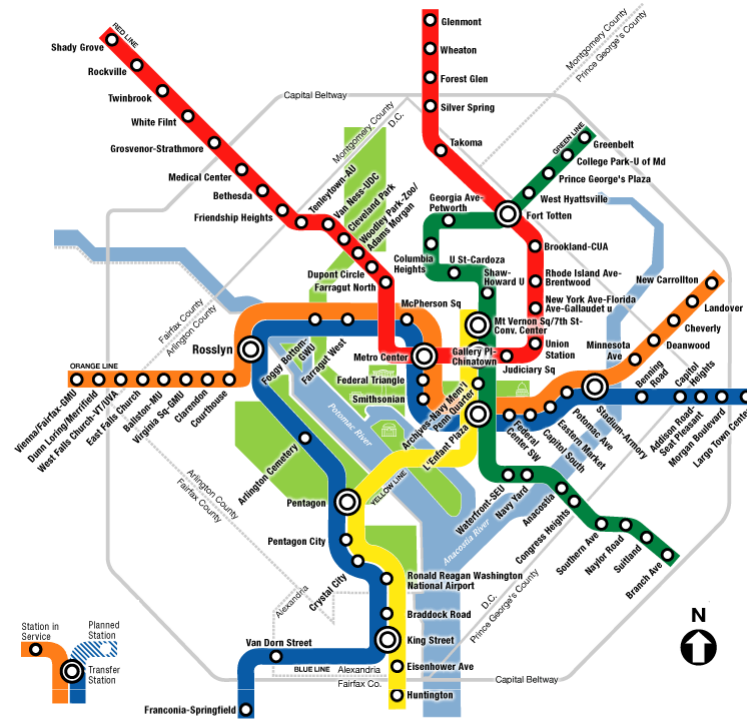 Glenmont
Wheaton
Forest Glen
Silver Spring
Takoma
RED LINE
Shady Grove
Rockville
Twinbrook
White Flint
Grosvenor-Strathmore
Medical Center
Bethesda
Friendship Heights
Tenleytown-AU
Van Ness-UDC
Cleveland Park
Woodley Park-Zoo/
Adams Morgan
Dupont Circle
Farragut North
Capital Beltway
Montgomery County
D.C.
Montgomery County
Prince George's County
GREEN LINE
Greenbelt
College Park-U of Md
Prince George's Plaza
West Hyattsville
Fort Totten
Georgia Ave-
Petworth
Columbia
Heights
U St-Cardoza
Shaw-
Howard U
Brookland-CUA
Rhode Island Ave-
Brentwood
New York Ave-Florida
Ave-Gallaudet u
Union
Station
Judiciary Sq
Mt Vernon Sq/7th St-
Conv. Center
Gallery Pl-
Chinatown
McPherson Sq
Metro Center
Federal Triangle
Smithsonian
Archives-Navy Mem'l
Penn Quarter
L'Enfant Plaza
New Carrollton
Landover
Cheverly
Deanwood
Minnesota
Ave
Benning
Road
Capitol
Heights
Addison Road-
Seat Pleasant
Morgan Boulevard
Largo Town Center
Stadium-Armory
Potomac Ave
Eastern Market
Capitol South
Federal
Center SW
Fairfax County
Arlington County
Rosslyn
Foggy Bottom-
GWU
Farragut West
ORANGE LINE
Vienna/Fairfax-GMU
Dunn Loring/Merrifield
West Falls Church-VT/UVA
East Falls Church
Ballston-MU
Virginia Sq-GMU
Clarendon
Courthouse
Potomac River
Arlington Cemetery
Arlington County
Fairfax County
Pentagon
YELLOW LINE
Pentagon City
Crystal City
Waterfront-SEU
Navy Yard
Anacostia
Congress Heights
Southern Ave
Naylor Road
Suitland
Branch Ave
Anacostia River
D.C.
Prince George's County
Ronald Reagan Washington
National Airport
Braddock Road
King Street
Eisenhower Ave
Huntington
Alexandria
Van Dorn Street
BLUE LINE
Alexandria
Fairfax Co.
Franconia-Springfield
Capital Beltway
N
Station in
Service
Planned
Station
Transfer
Station